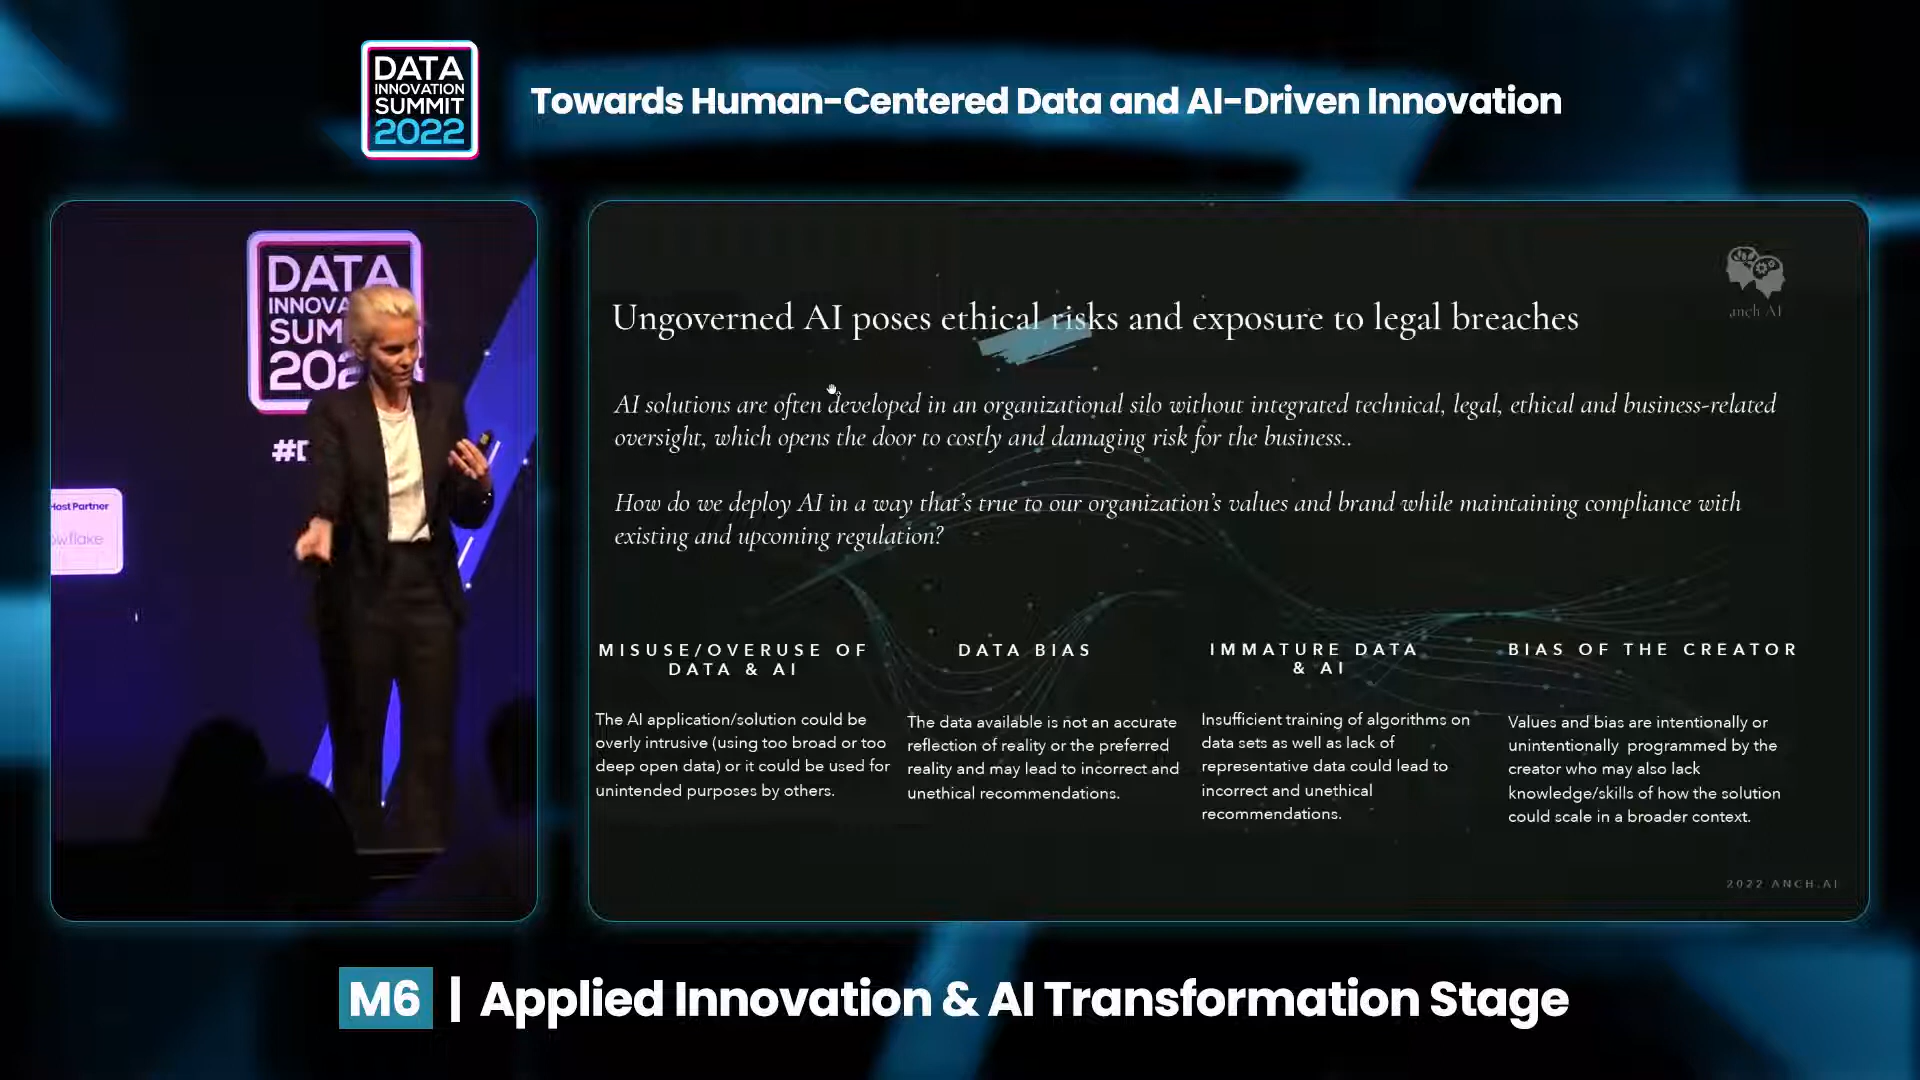 DATA
INNOVATION
SUMMIT
2022
Towards Human-Centered Data and AI-Driven Innovation
DATA
INNOVA
SUM
202
#D
Host Partner
owflake
anch AI
Ungoverned AI poses ethical risks and exposure to legal breaches
AI solutions are often developed in an organizational silo without integrated technical, legal, ethical and business-related
oversight, which opens the door to costly and damaging risk for the business..
How do we deploy AI in a way that's true to our organization's values and brand while maintaining compliance with
existing and upcoming regulation?
MISUSE/OVERUSE OF
DATA & AI
The AI application/solution could be
overly intrusive (using too broad or too
deep open data) or it could be used for
unintended purposes by others.
DATA BIAS
The data available is not an accurate
reflection of reality or the preferred
reality and may lead to incorrect and
unethical recommendations.
IMMATURE DATA
& AI
Insufficient training of algorithms on
data sets as well as lack of
representative data could lead to
incorrect and unethical
recommendations.
BIAS OF THE CREATOR
Values and bias are intentionally or
unintentionally programmed by the
creator who may also lack
knowledge/skills of how the solution
could scale in a broader context.
2022 ANCH.AI
M6 | Applied Innovation & AI Transformation Stage